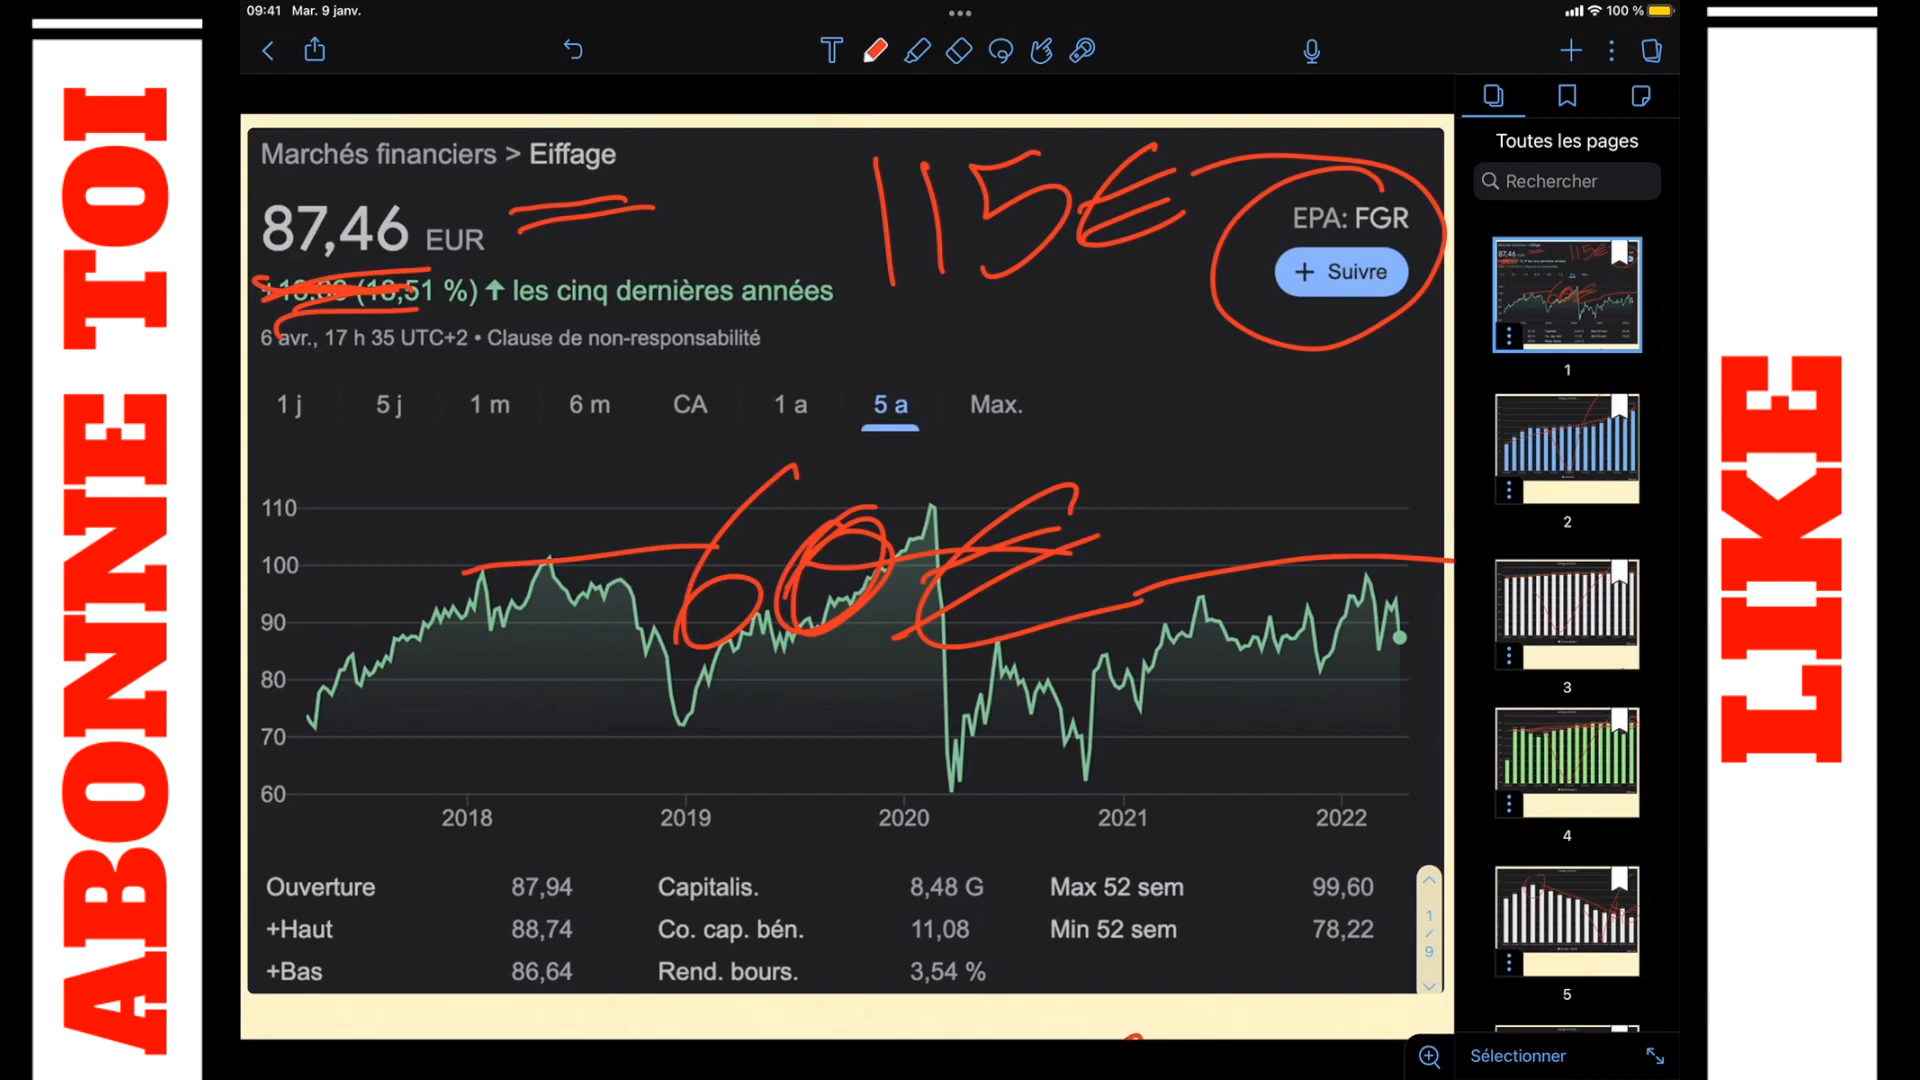 ABONNE TOI
09:41 Mar. 9 janv.
100 %
Marchés financiers > Eiffage
87,46 EUR
115€
EPA: FGR
+ Suivre
51 %) ↑ les cinq dernières années
6 avr., 17 h 35 UTC+2 • Clause de non-responsabilité
1 j 5 j 1 m 6 m CA 1 a 5 a Max.
60€
110
100
90
80
70
60
2018 2019 2020 2021 2022
Ouverture 87,94 Capitalis. 8,48 G Max 52 sem 99,60
+Haut 88,74 Co. cap. bén. 11,08 Min 52 sem 78,22
+Bas 86,64 Rend. bours. 3,54 %
1
/
9
Toutes les pages
Rechercher
1
2
3
4
5
Sélectionner
LIKE